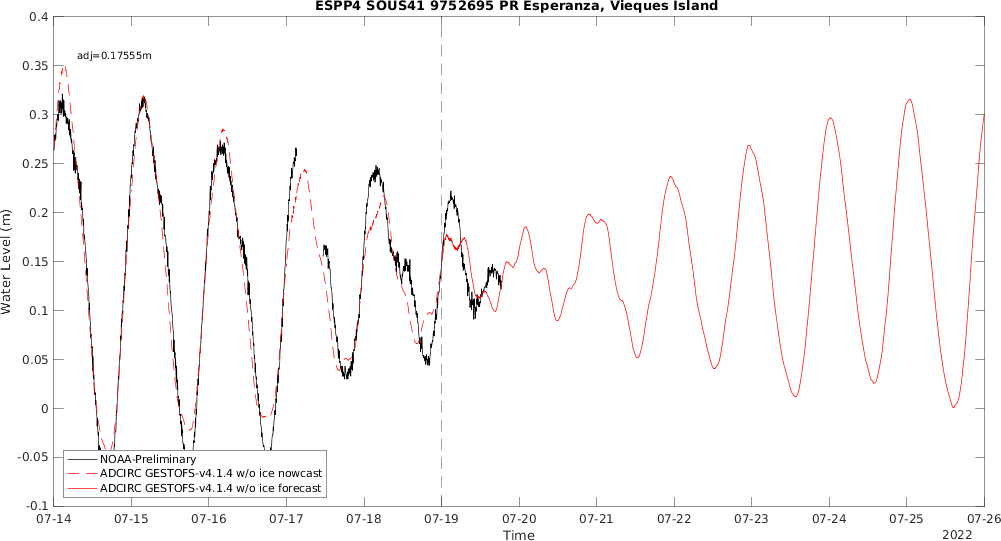 ESPP4 SOUS41 9752695 PR Esperanza, Vieques Island
0.4
adj=0.17555m
0.35
0.3
0.25
0.2
0.15
0.1
0.05
0
-0.05
-0.1
Water Level (m)
NOAA-Preliminary
ADCIRC GESTOFS-v4.1.4 w/o ice nowcast
ADCIRC GESTOFS-v4.1.4 w/o ice forecast
07-14 07-15 07-16 07-17 07-18 07-19 07-20 07-21 07-22 07-23 07-24 07-25 07-26
Time
2022